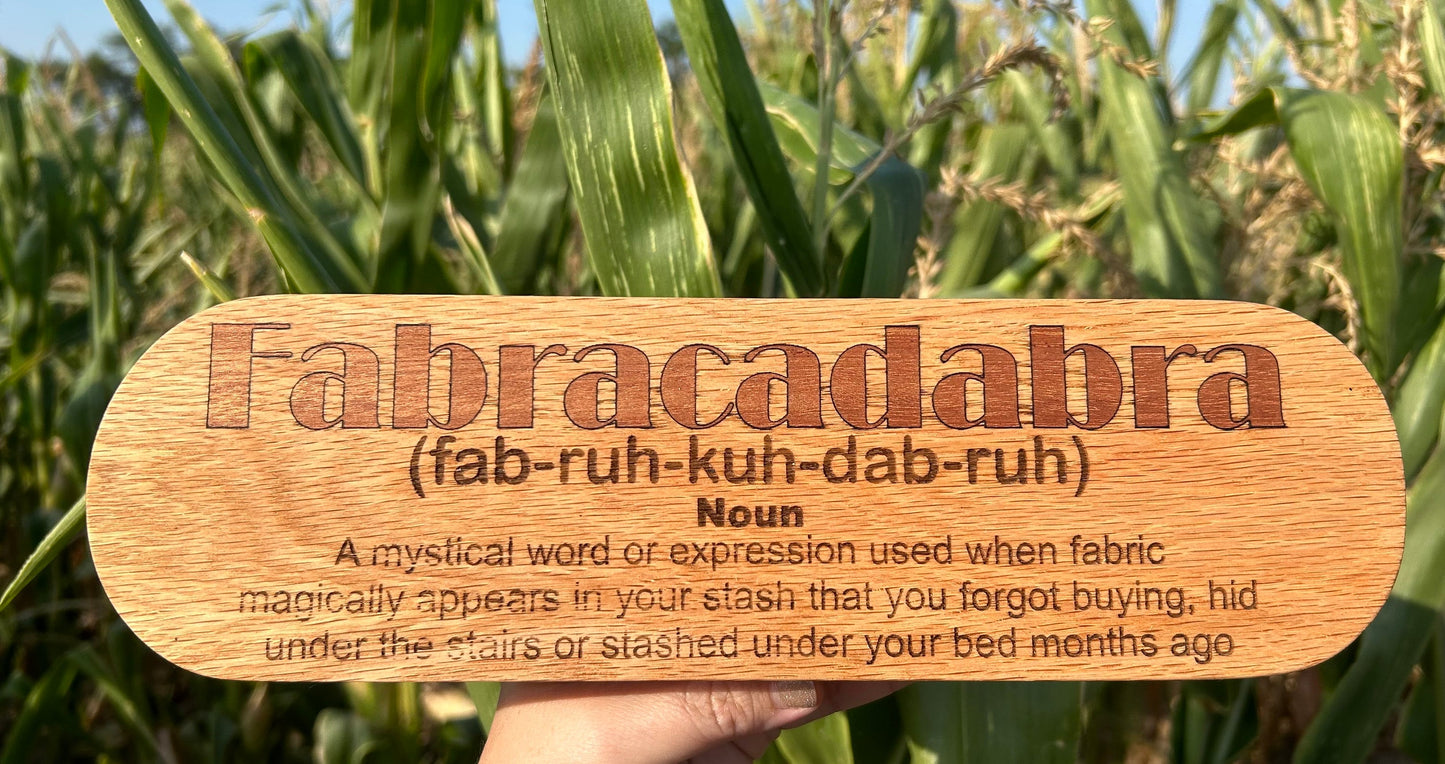 Fabracadabra
(fab-ruh-kuh-dab-ruh)
Noun
A mystical word or expression used when fabric
magically appears in your stash that you forgot buying, hid
under the stairs or stashed under your bed months ago